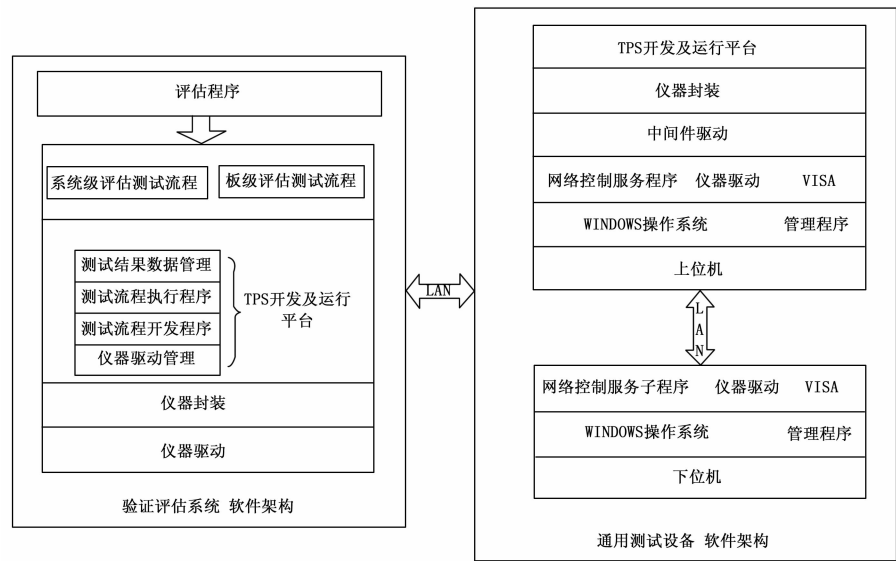 评估程序
系统级评估测试流程
板级评估测试流程
测试结果数据管理
测试流程执行程序
测试流程开发程序
仪器驱动管理
TPS开发及运行
平台
仪器封装
仪器驱动
验证评估系统 软件架构
LAN
TPS开发及运行平台
仪器封装
中间件驱动
网络控制服务程序 仪器驱动 VISA
WINDOWS操作系统 管理程序
上位机
LAN
网络控制服务子程序 仪器驱动 VISA
WINDOWS操作系统 管理程序
下位机
通用测试设备 软件架构